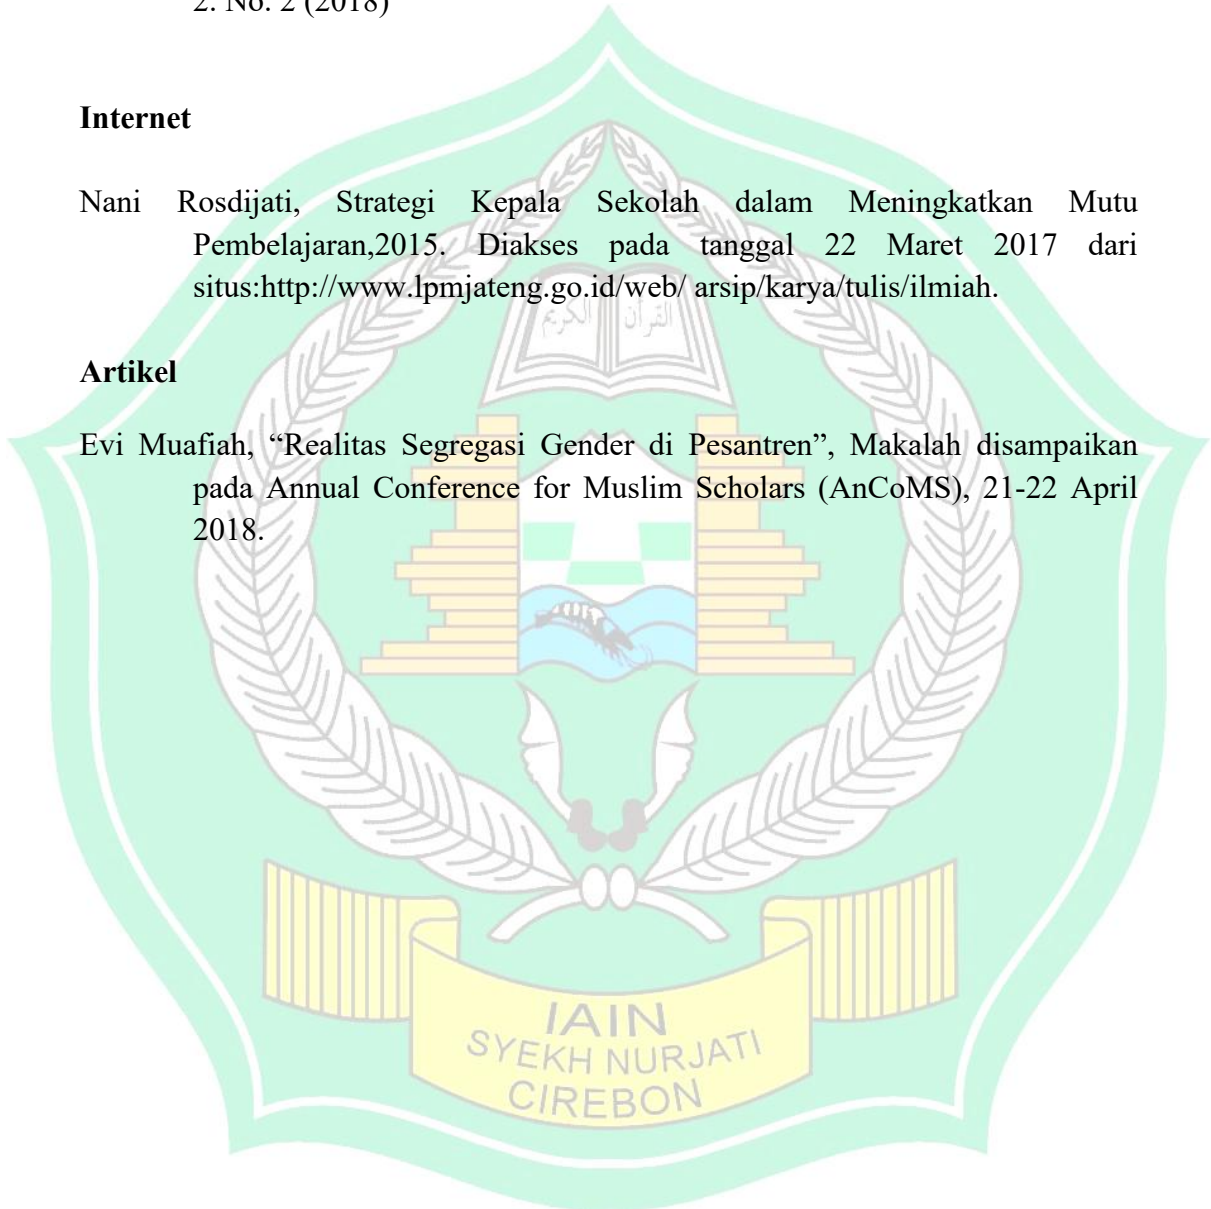 2. No. 2 (2018)
Internet
Nani Rosdijati, Strategi Kepala Sekolah dalam Meningkatkan Mutu
Pembelajaran,2015. Diakses pada tanggal 22 Maret 2017 dari
situs:http://www.lpmjateng.go.id/web/ arsip/karya/tulis/ilmiah.
القرآن الكريم
Artikel
Evi Muafiah, “Realitas Segregasi Gender di Pesantren”, Makalah disampaikan
pada Annual Conference for Muslim Scholars (AnCoMS), 21-22 April
2018.
IAIN
SYEKH NURJATI
CIREBON